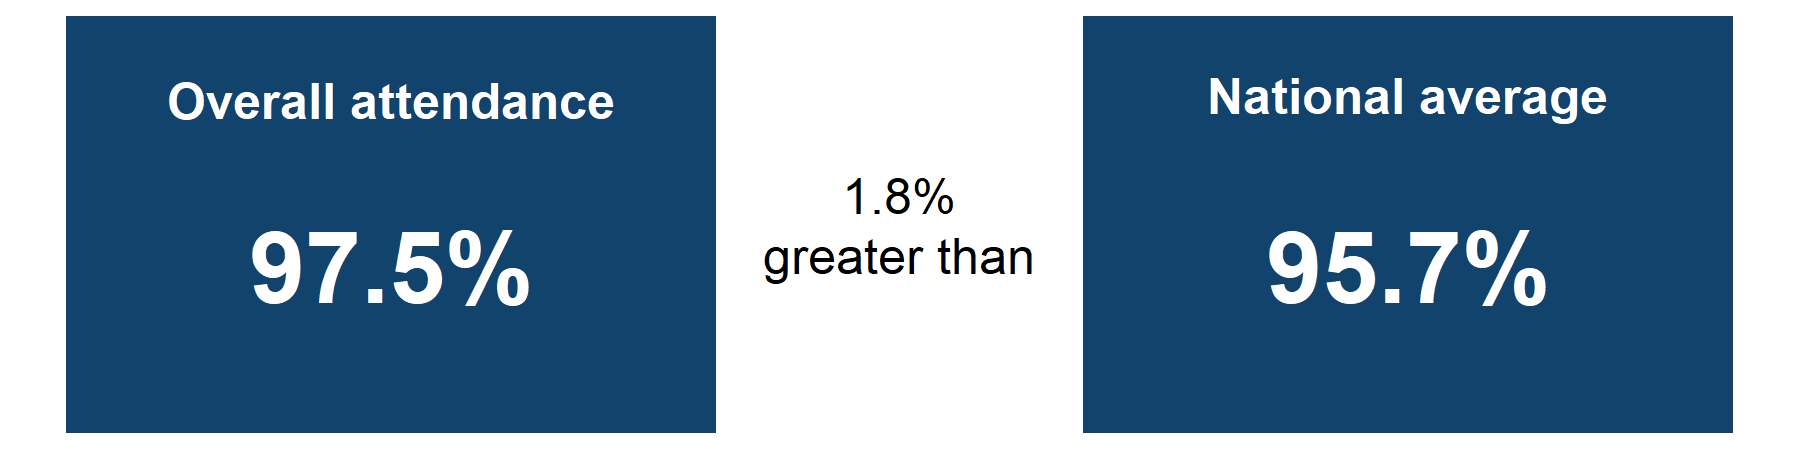 Overall attendance
97.5%
1.8%
greater than
National average
95.7%